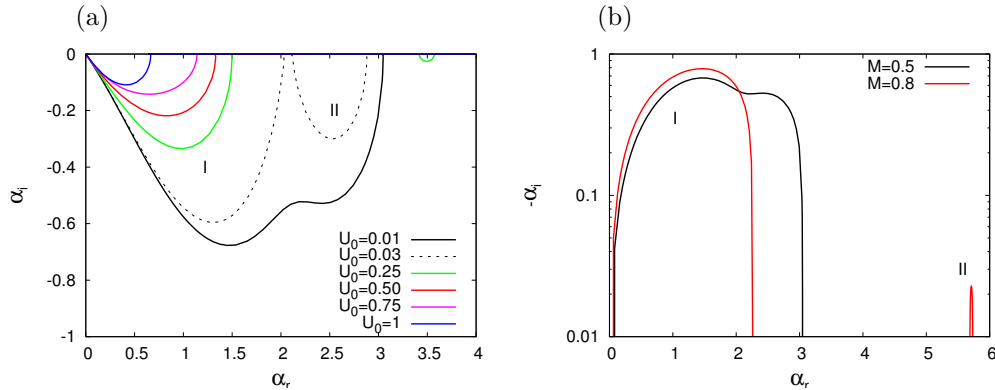 (a)
0
-0.2
-0.4
-0.6
-0.8
-1
α_i
0 0.5 1 1.5 2 2.5 3 3.5 4
α_r
I
II
U_0=0.01
U_0=0.03
U_0=0.25
U_0=0.50
U_0=0.75
U_0=1
(b)
1
0.1
0.01
-α_i
0 1 2 3 4 5 6
α_r
I
II
M=0.5
M=0.8